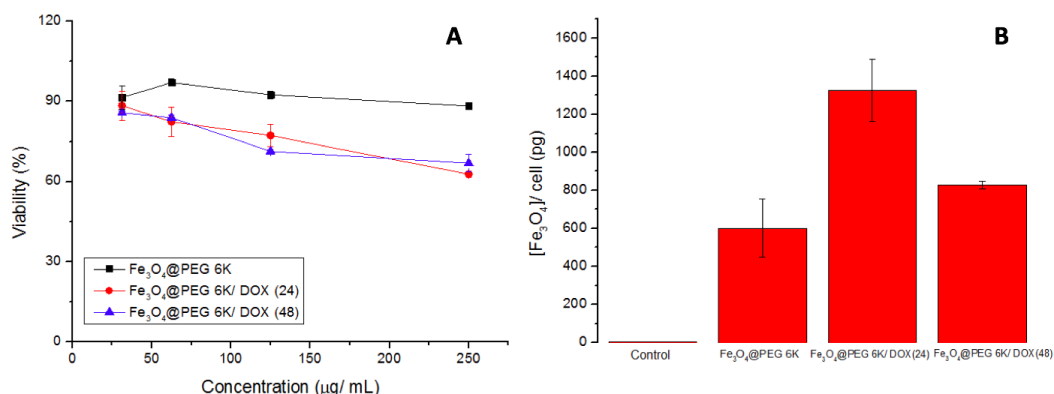 A
120
90
60
30
0
Viability (%)
Fe₃O₄@PEG 6K
Fe₃O₄@PEG 6K/ DOX (24)
Fe₃O₄@PEG 6K/ DOX (48)
0 50 100 150 200 250
Concentration (μg/ mL)
B
1600
1400
1200
1000
800
600
400
200
0
[Fe₃O₄]/ cell (pg)
Control Fe₃O₄@PEG 6K Fe₃O₄@PEG 6K/ DOX (24) Fe₃O₄@PEG 6K/ DOX (48)